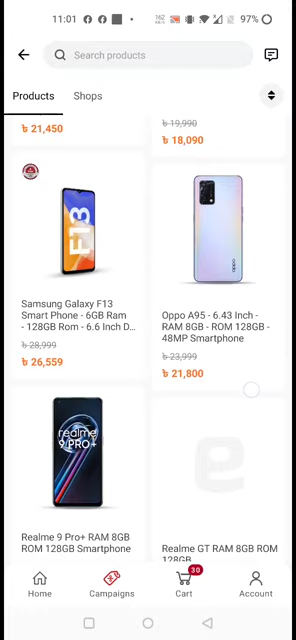 11:01
162
KB/S
97%
Search products
Products
Shops
৳ 21,450
৳ 19,990
৳ 18,090
F13
Samsung Galaxy F13
Smart Phone - 6GB Ram
- 128GB Rom - 6.6 Inch D...
৳ 28,999
৳ 26,559
oppo
Oppo A95 - 6.43 Inch -
RAM 8GB - ROM 128GB -
48MP Smartphone
৳ 23,999
৳ 21,800
realme
9 PRO+
Realme 9 Pro+ RAM 8GB
ROM 128GB Smartphone
Realme GT RAM 8GB ROM
128GB
30
Home
Campaigns
Cart
Account